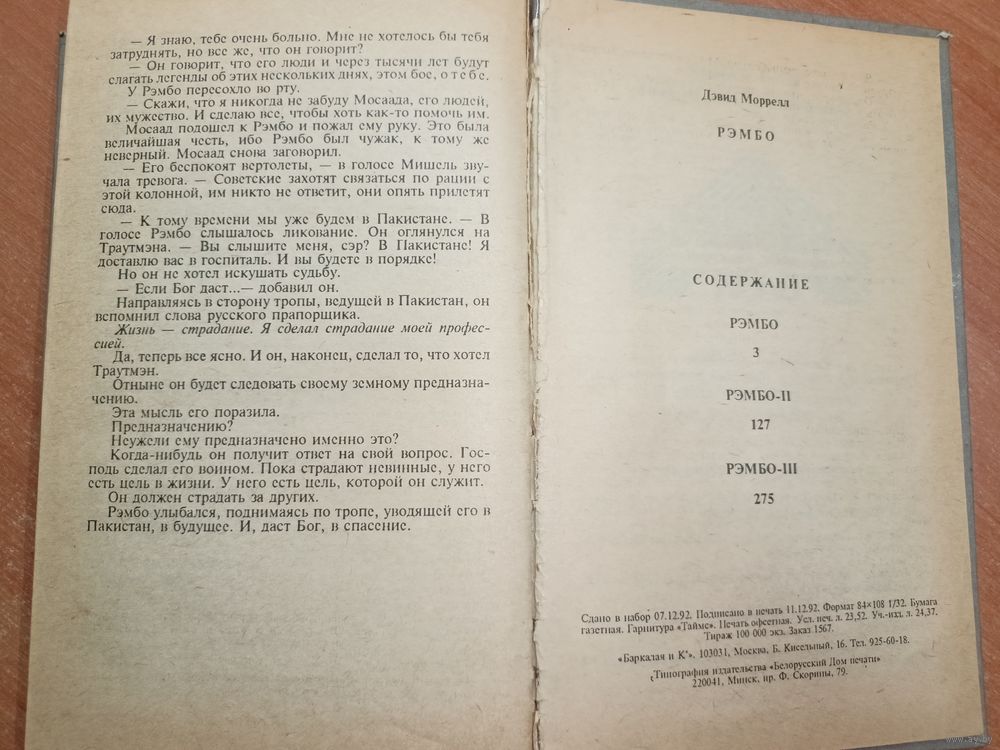 — Я знаю, тебе очень больно. Мне не хотелось бы тебя
затруднять, но все же, что он говорит?
— Он говорит, что его люди и через тысячи лет будут
слагать легенды об этих нескольких днях, этом бое, о тебе.
У Рэмбо пересохло во рту.
— Скажи, что я никогда не забуду Мосаада, его людей,
их мужество. И сделаю все, чтобы хоть как-то помочь им.
Мосаад подошел к Рэмбо и пожал ему руку. Это была
величайшая честь, ибо Рэмбо был чужак, к тому же
неверный. Мосаад снова заговорил.
— Его беспокоят вертолеты, — в голосе Мишель зву-
чала тревога. — Советские захотят связаться по рации с
этой колонной, им никто не ответит, они опять прилетят
сюда.
— К тому времени мы уже будем в Пакистане. — В
голосе Рэмбо слышалось ликование. Он оглянулся на
Траутмэна. — Вы слышите меня, сэр? В Пакистане! Я
доставлю вас в госпиталь. И вы будете в порядке!
Но он не хотел искушать судьбу.
— Если Бог даст...— добавил он.
Направляясь в сторону тропы, ведущей в Пакистан, он
вспомнил слова русского прапорщика.
Жизнь — страдание. Я сделал страдание моей профес-
сией.
Да, теперь все ясно. И он, наконец, сделал то, что хотел
Траутмэн.
Отныне он будет следовать своему земному предназна-
чению.
Эта мысль его поразила.
Предназначению?
Неужели ему предназначено именно это?
Когда-нибудь он получит ответ на свой вопрос. Гос-
подь сделал его воином. Пока страдают невинные, у него
есть цель в жизни. У него есть цель, которой он служит.
Он должен страдать за других.
Рэмбо улыбался, поднимаясь по тропе, уводящей его в
Пакистан, в будущее. И, даст Бог, в спасение.
Дэвид Моррелл
РЭМБО
СОДЕРЖАНИЕ
РЭМБО
3
РЭМБО-II
127
РЭМБО-III
275
Сдано в набор 07.12.92. Подписано в печать 11.12.92. Формат 84×108 1/32. Бумага
газетная. Гарнитура «Таймс». Печать офсетная. Усл. печ. л. 23,52. Уч.-изд. л. 24,37.
Тираж 100 000 экз. Заказ 1567.
«Баркалая и К°». 103031, Москва, Б. Кисельный, 16. Тел. 925-60-18.
Типография издательства «Белорусский Дом печати»
220041, Минск, пр. Ф. Скорины, 79.
www.ay.by